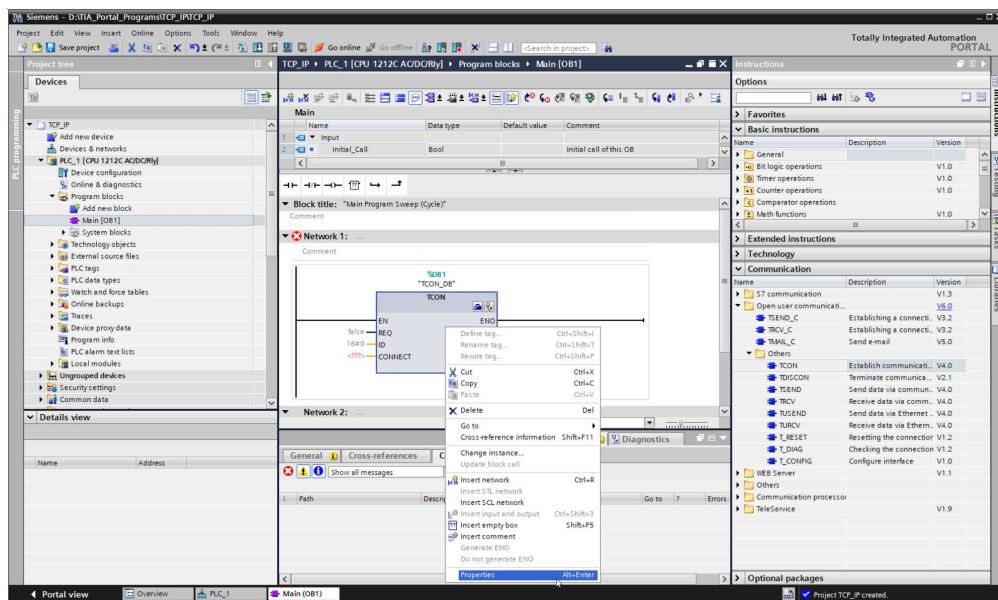 Siemens - D:\TIA_Portal_Programs\TCP_IP\TCP_IP
Project Edit View Insert Online Options Tools Window Help
Totally Integrated Automation
PORTAL
Save project
Go online
Go offline
<Search in project>
Project tree
Devices
PLC programming
TCP_IP
Add new device
Devices & networks
PLC_1 [CPU 1212C AC/DC/Rly]
Device configuration
Online & diagnostics
Program blocks
Add new block
Main [OB1]
System blocks
Technology objects
External source files
PLC tags
PLC data types
Watch and force tables
Online backups
Traces
Device proxy data
Program info
PLC alarm text lists
Local modules
Ungrouped devices
Security settings
Common data
Details view
Name Address
TCP_IP ▸ PLC_1 [CPU 1212C AC/DC/Rly] ▸ Program blocks ▸ Main [OB1]
Main
Name Data type Default value Comment
1 Input
2 Initial_Call Bool Initial call of this OB
Block title: "Main Program Sweep (Cycle)"
Comment
Network 1: .....
Comment
%DB1
"TCON_DB"
TCON
EN ENO
false REQ
16#0 ID
<???> CONNECT
Network 2: .....
Define tag... Ctrl+Shift+I
Rename tag... Ctrl+Shift+T
Rewire tag... Ctrl+Shift+P
Cut Ctrl+X
Copy Ctrl+C
Paste Ctrl+V
Delete Del
Go to
Cross-reference information Shift+F11
Change instance...
Update block call
Insert network Ctrl+R
Insert STL network
Insert SCL network
Insert input and output Ctrl+Shift+3
Insert empty box Shift+F5
Insert comment
Generate ENO
Do not generate ENO
Properties Alt+Enter
Diagnostics
General Cross-references C
Show all messages
! Path Descri Go to ? Errors
Instructions
Options
Favorites
Basic instructions
Name Description Version
General
Bit logic operations V1.0
Timer operations V1.0
Counter operations V1.0
Comparator operations
Math functions V1.0
Extended instructions
Technology
Communication
Name Description Version
S7 communication V1.3
Open user communicati... V6.0
TSEND_C Establishing a connecti.. V3.2
TRCV_C Establishing a connecti.. V3.2
TMAIL_C Send e-mail V5.0
Others
TCON Establish communicati... V4.0
TDISCON Terminate communica... V2.1
TSEND Send data via commun.. V4.0
TRCV Receive data via comm.. V4.0
TUSEND Send data via Ethernet .. V4.0
TURCV Receive data via Ethern.. V4.0
T_RESET Resetting the connection V1.2
T_DIAG Checking the connection V1.2
T_CONFIG Configure interface V1.0
WEB Server V1.1
Others
Communication processor
TeleService V1.9
Optional packages
Portal view
Overview
PLC_1
Main (OB1)
Project TCP_IP created.